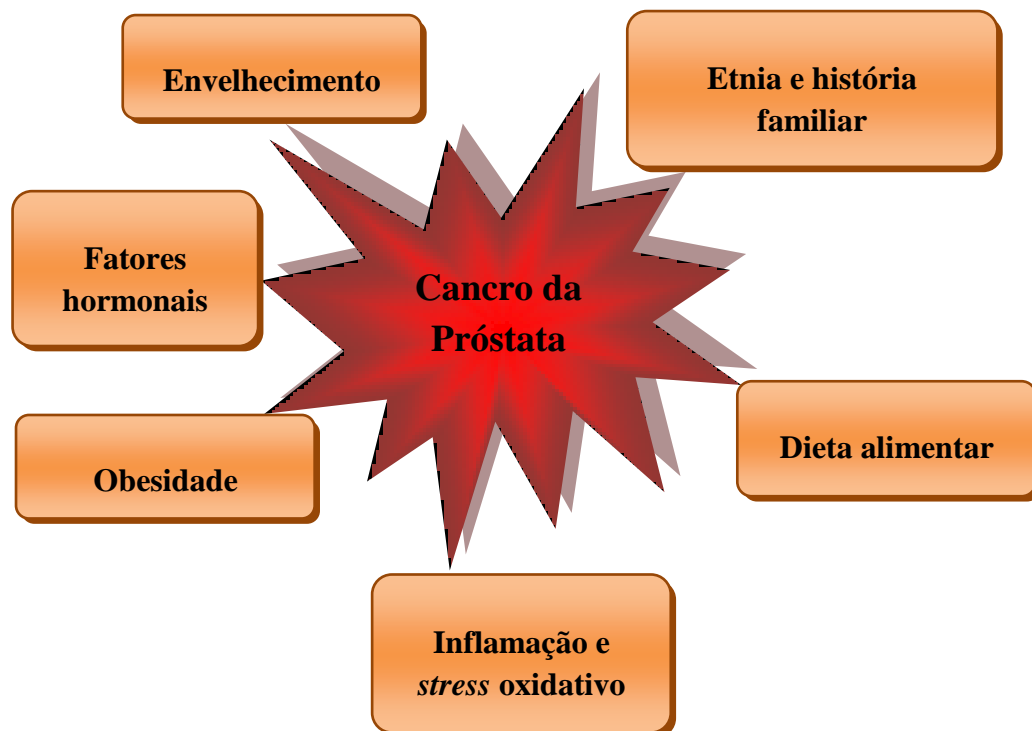 Envelhecimento
Etnia e história
familiar
Fatores
hormonais
Cancro da
Próstata
Obesidade
Dieta alimentar
Inflamação e
stress oxidativo